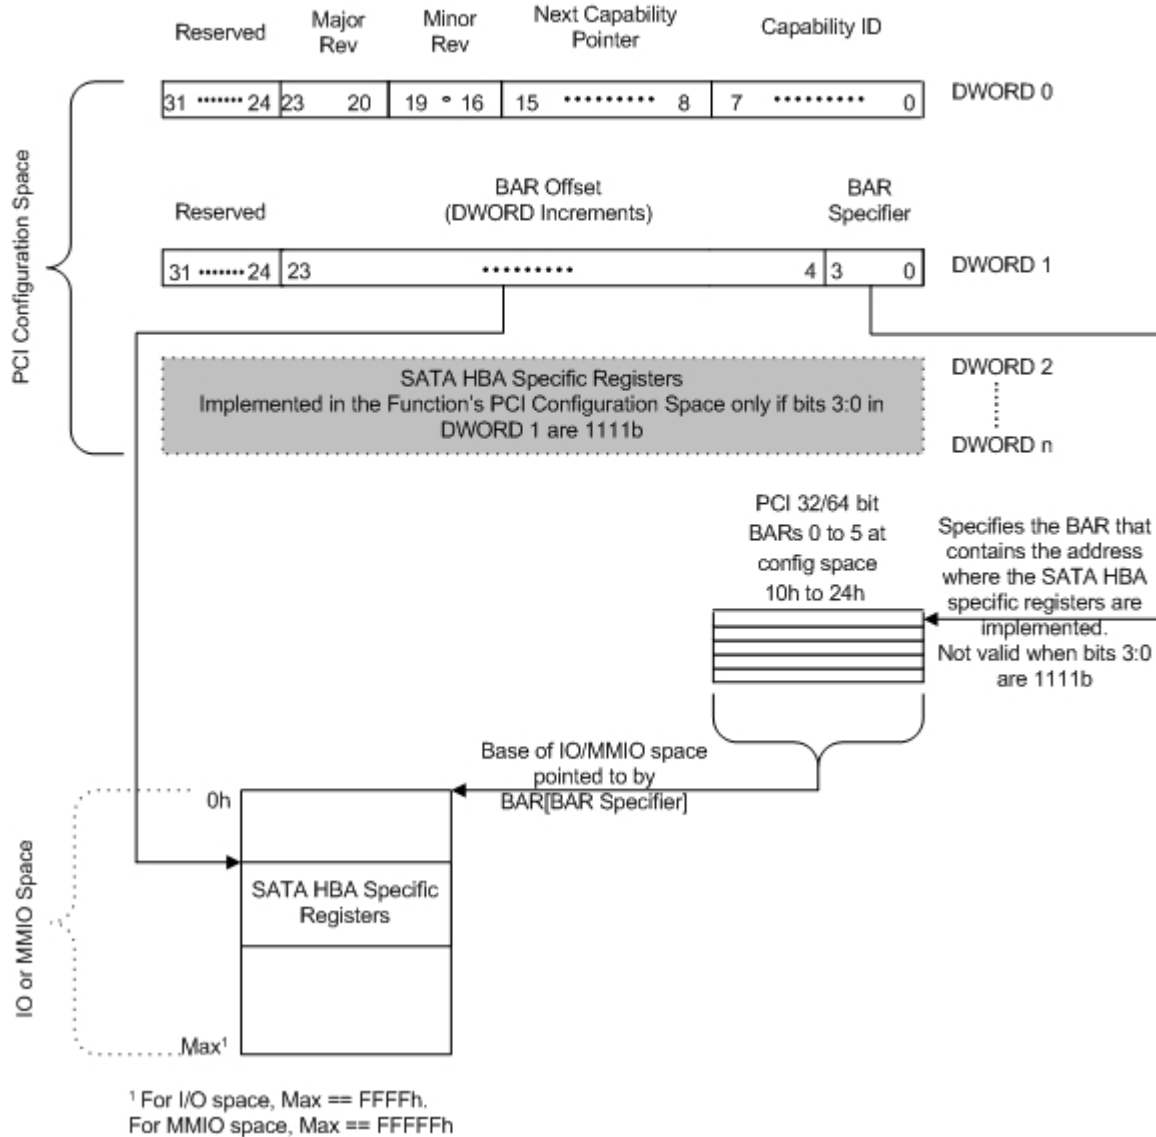 Reserved
Major
Rev
Minor
Rev
Next Capability
Pointer
Capability ID
31 ••••••• 24 23 20 19 ° 16 15 ••••••••• 8 7 ••••••••• 0
DWORD 0
PCI Configuration Space
Reserved
BAR Offset
(DWORD Increments)
BAR
Specifier
31 ••••••• 24 23 ••••••••• 4 3 0
DWORD 1
SATA HBA Specific Registers
Implemented in the Function's PCI Configuration Space only if bits 3:0 in
DWORD 1 are 1111b
DWORD 2
DWORD n
PCI 32/64 bit
BARs 0 to 5 at
config space
10h to 24h
Specifies the BAR that
contains the address
where the SATA HBA
specific registers are
implemented.
Not valid when bits 3:0
are 1111b
Base of IO/MMIO space
pointed to by
BAR[BAR Specifier]
IO or MMIO Space
0h
SATA HBA Specific
Registers
Max¹
¹ For I/O space, Max == FFFFh.
For MMIO space, Max == FFFFFh